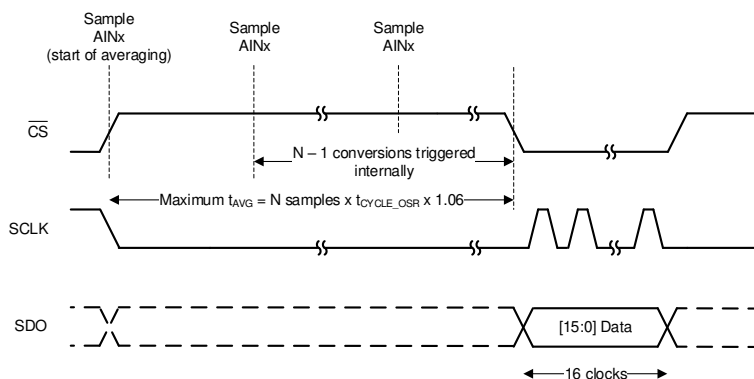 Sample
AINx
(start of averaging)
Sample
AINx
Sample
AINx
CS
N – 1 conversions triggered
internally
Maximum tAVG = N samples x tCYCLE_OSR x 1.06
SCLK
SDO
[15:0] Data
16 clocks